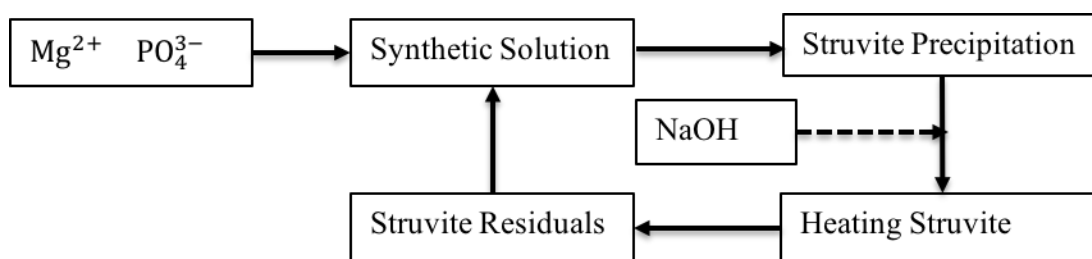 Mg²⁺ PO₄³⁻
Synthetic Solution
Struvite Precipitation
NaOH
Struvite Residuals
Heating Struvite